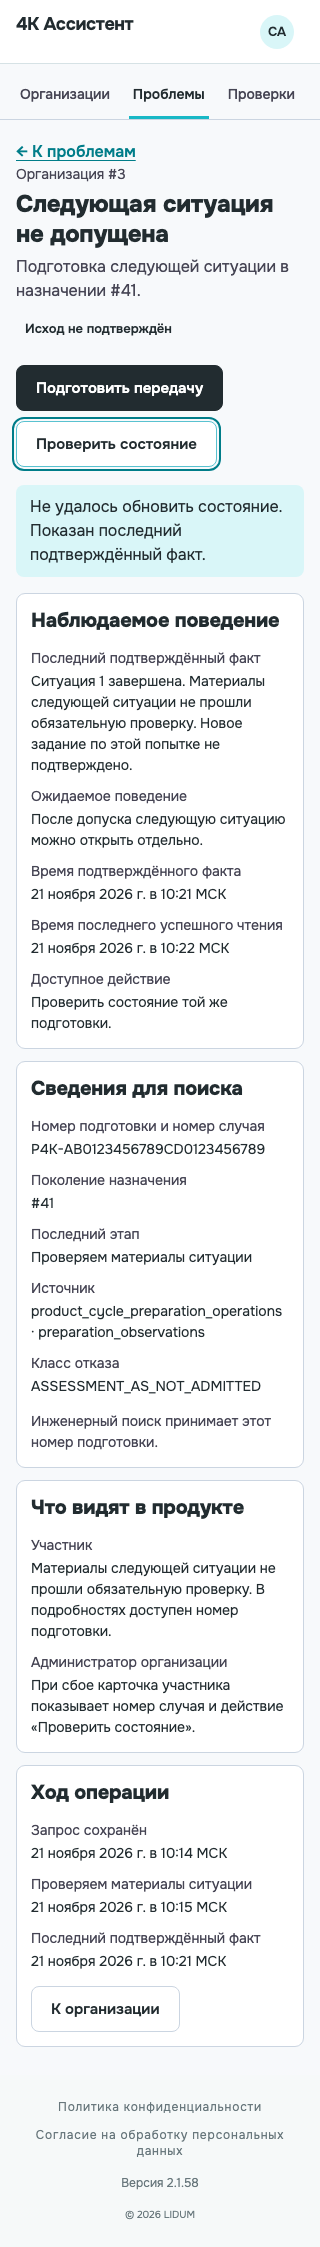 4К Ассистент
СА
Организации Проблемы Проверки
← К проблемам
Организация #3
Следующая ситуация
не допущена
Подготовка следующей ситуации в
назначении #41.
Исход не подтверждён
Подготовить передачу
Проверить состояние
Не удалось обновить состояние.
Показан последний
подтверждённый факт.
Наблюдаемое поведение
Последний подтверждённый факт
Ситуация 1 завершена. Материалы
следующей ситуации не прошли
обязательную проверку. Новое
задание по этой попытке не
подтверждено.
Ожидаемое поведение
После допуска следующую ситуацию
можно открыть отдельно.
Время подтверждённого факта
21 ноября 2026 г. в 10:21 МСК
Время последнего успешного чтения
21 ноября 2026 г. в 10:22 МСК
Доступное действие
Проверить состояние той же
подготовки.
Сведения для поиска
Номер подготовки и номер случая
P4K-AB0123456789CD0123456789
Поколение назначения
#41
Последний этап
Проверяем материалы ситуации
Источник
product_cycle_preparation_operations
· preparation_observations
Класс отказа
ASSESSMENT_AS_NOT_ADMITTED
Инженерный поиск принимает этот
номер подготовки.
Что видят в продукте
Участник
Материалы следующей ситуации не
прошли обязательную проверку. В
подробностях доступен номер
подготовки.
Администратор организации
При сбое карточка участника
показывает номер случая и действие
«Проверить состояние».
Ход операции
Запрос сохранён
21 ноября 2026 г. в 10:14 МСК
Проверяем материалы ситуации
21 ноября 2026 г. в 10:15 МСК
Последний подтверждённый факт
21 ноября 2026 г. в 10:21 МСК
К организации
Политика конфиденциальности
Согласие на обработку персональных
данных
Версия 2.1.58
© 2026 LIDUM